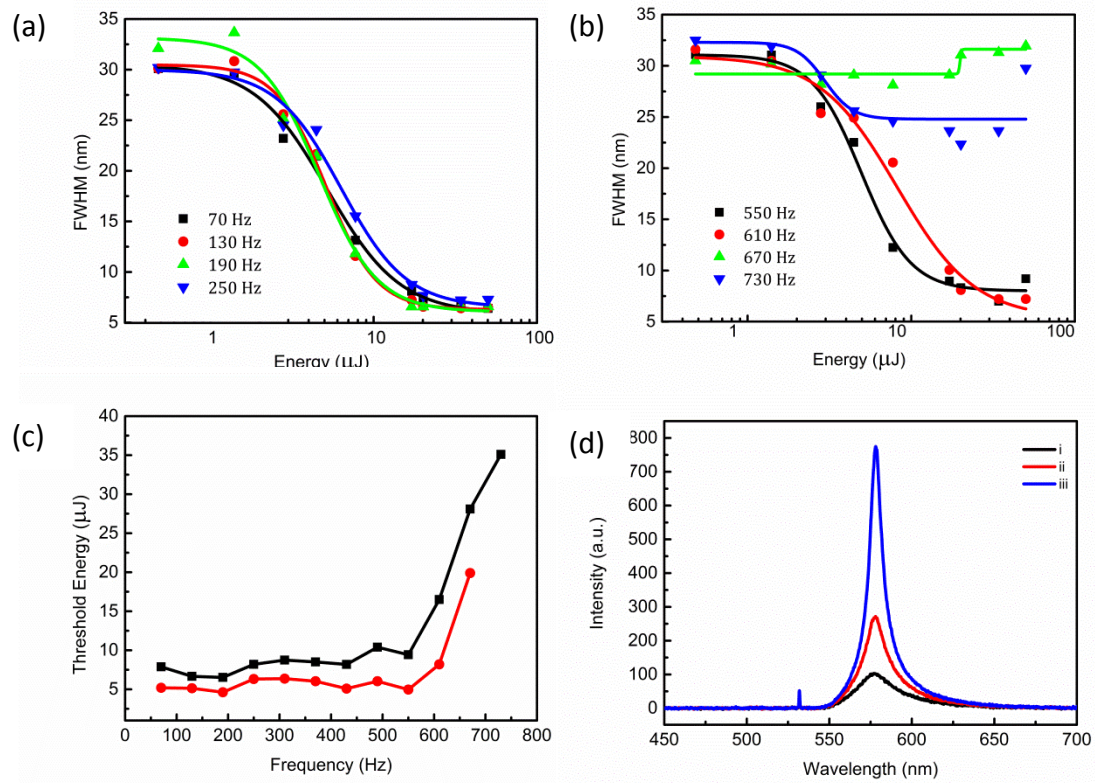 (a)
35
30
25
20
15
10
5
FWHM (nm)
70 Hz
130 Hz
190 Hz
250 Hz
1
10
100
Energy (μJ)
(b)
35
30
25
20
15
10
5
FWHM (nm)
550 Hz
610 Hz
670 Hz
730 Hz
1
10
100
Energy (μJ)
(c)
40
35
30
25
20
15
10
5
0
Threshold Energy (μJ)
0 100 200 300 400 500 600 700 800
Frequency (Hz)
(d)
800
700
600
500
400
300
200
100
0
Intensity (a.u.)
i
ii
iii
450 500 550 600 650 700
Wavelength (nm)